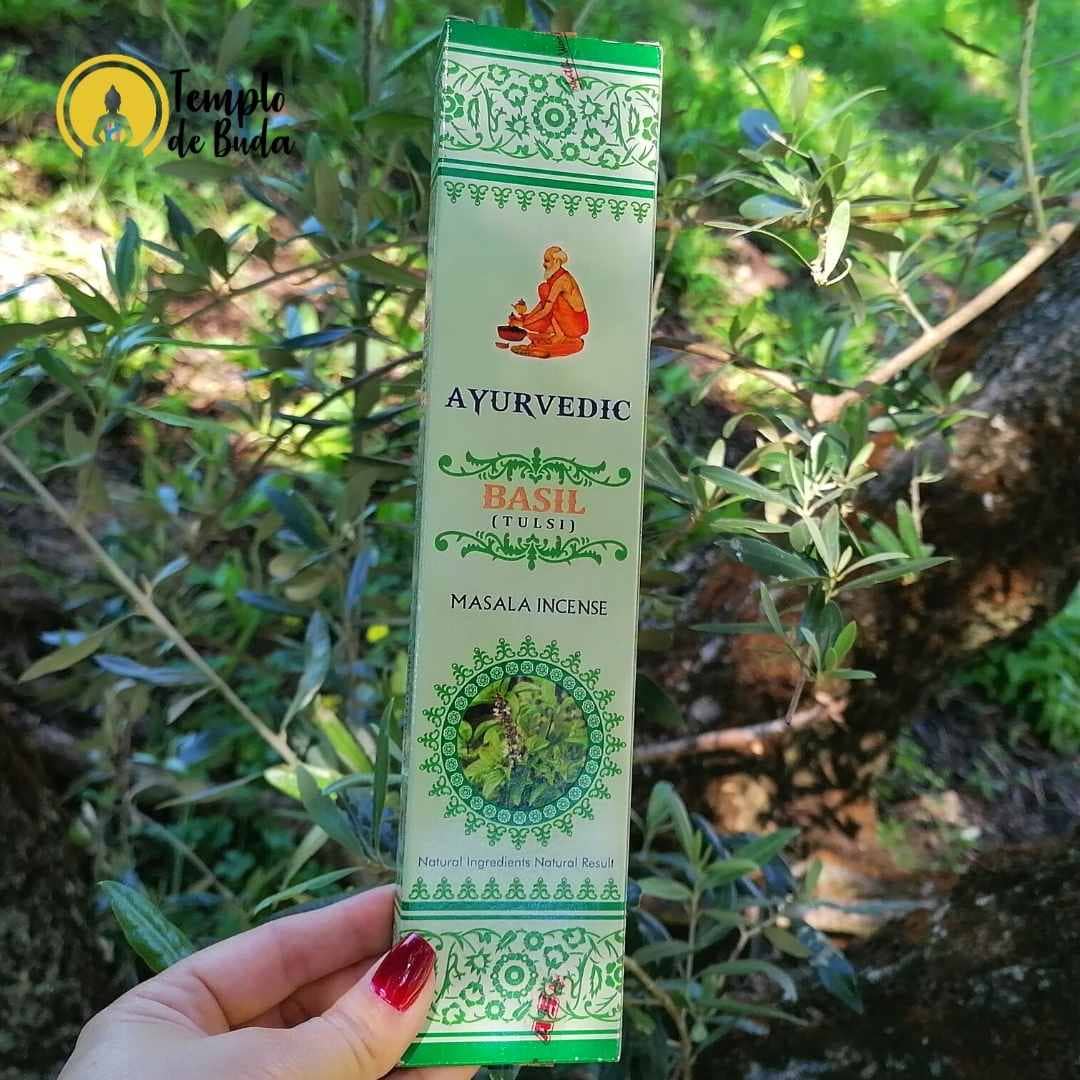 Templo
de Buda
AYURVEDIC
BASIL
(TULSI)
MASALA INCENSE
Natural Ingredients Natural Result